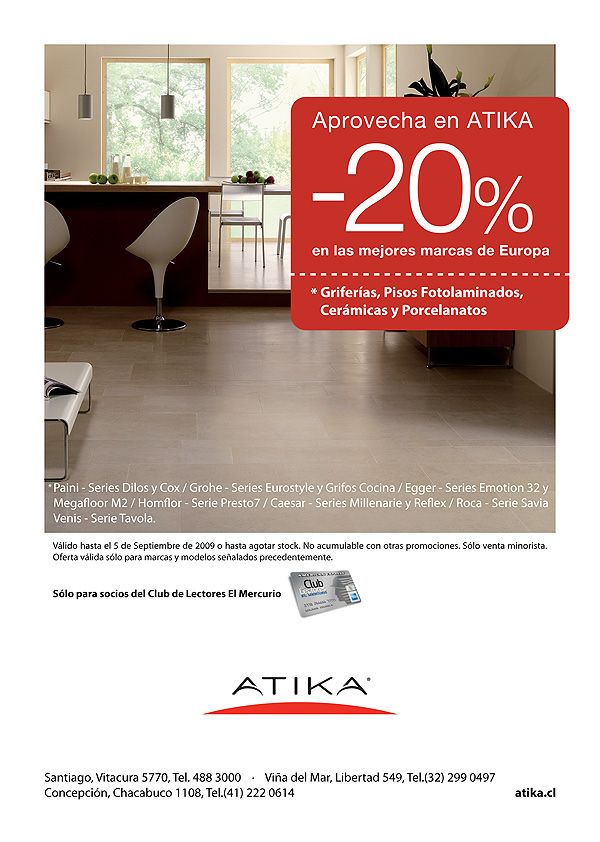 Aprovecha en ATIKA
-20%
en las mejores marcas de Europa
* Griferías, Pisos Fotolaminados,
Cerámicas y Porcelanatos
*Paini - Series Dilos y Cox / Grohe - Series Eurostyle y Grifos Cocina / Egger - Series Emotion 32 y
Megafloor M2 / Homflor - Serie Presto7 / Caesar - Series Millenarie y Reflex / Roca - Serie Savia
Venis - Serie Tavola.
Válido hasta el 5 de Septiembre de 2009 o hasta agotar stock. No acumulable con otras promociones. Sólo venta minorista.
Oferta válida sólo para marcas y modelos señalados precedentemente.
Sólo para socios del Club de Lectores El Mercurio
Club
Lectores
ATIKA®
Santiago, Vitacura 5770, Tel. 488 3000 · Viña del Mar, Libertad 549, Tel.(32) 299 0497
Concepción, Chacabuco 1108, Tel.(41) 222 0614
atika.cl